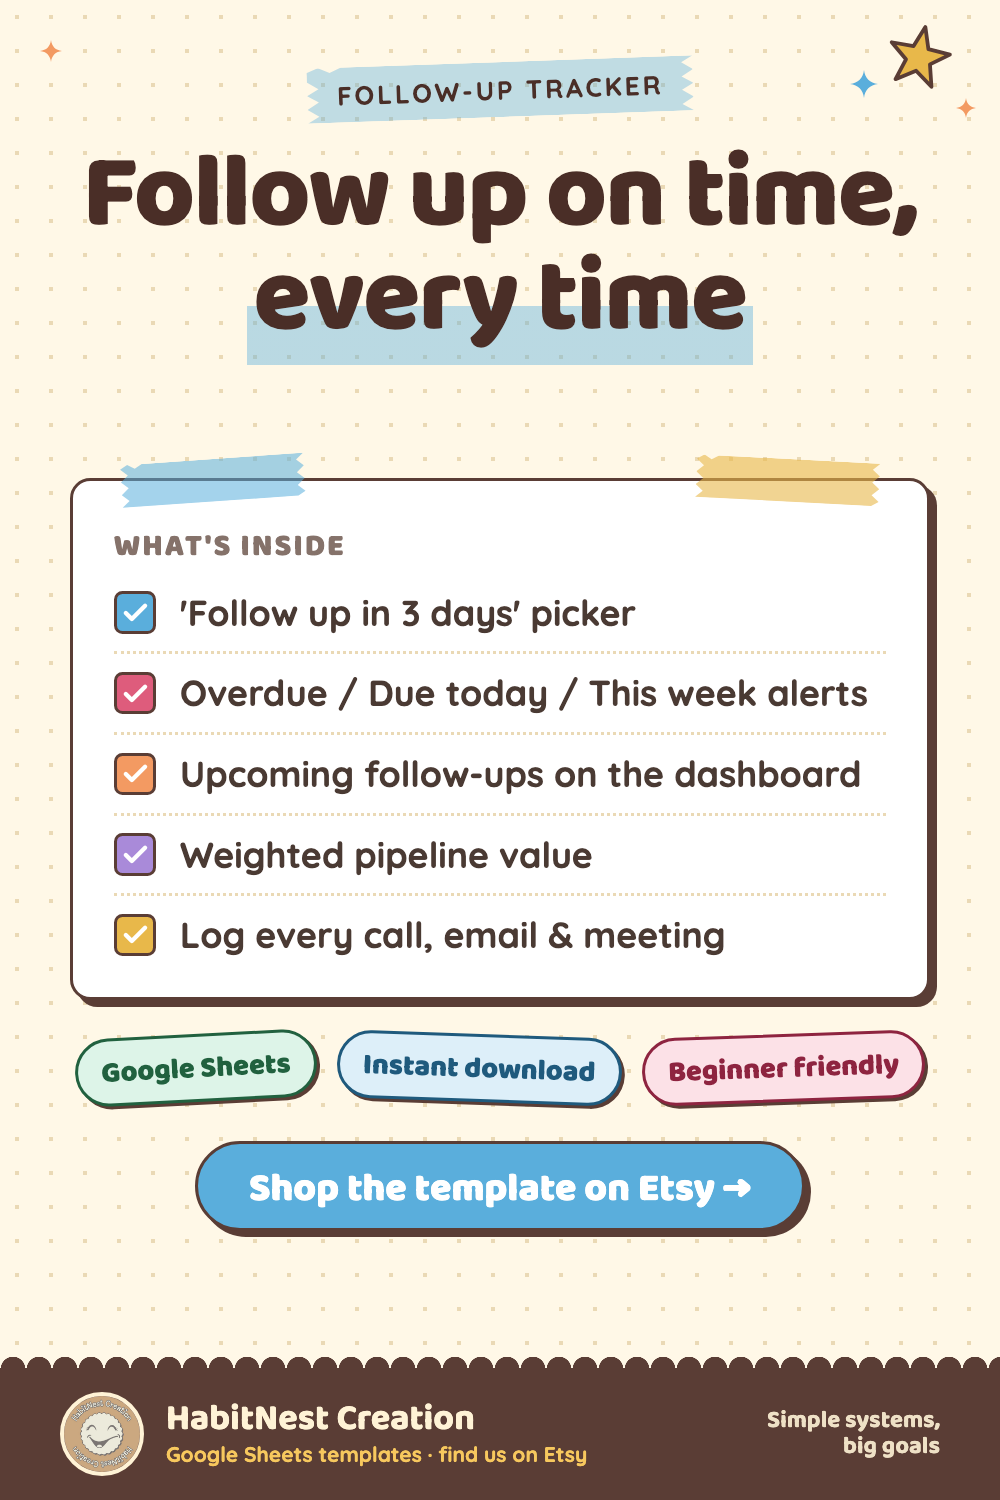 FOLLOW-UP TRACKER
Follow up on time,
every time
WHAT'S INSIDE
'Follow up in 3 days' picker
Overdue / Due today / This week alerts
Upcoming follow-ups on the dashboard
Weighted pipeline value
Log every call, email & meeting
Google Sheets
Instant download
Beginner friendly
Shop the template on Etsy →
HabitNest Creation
HabitNest Creation
Google Sheets templates · find us on Etsy
Simple systems,
big goals